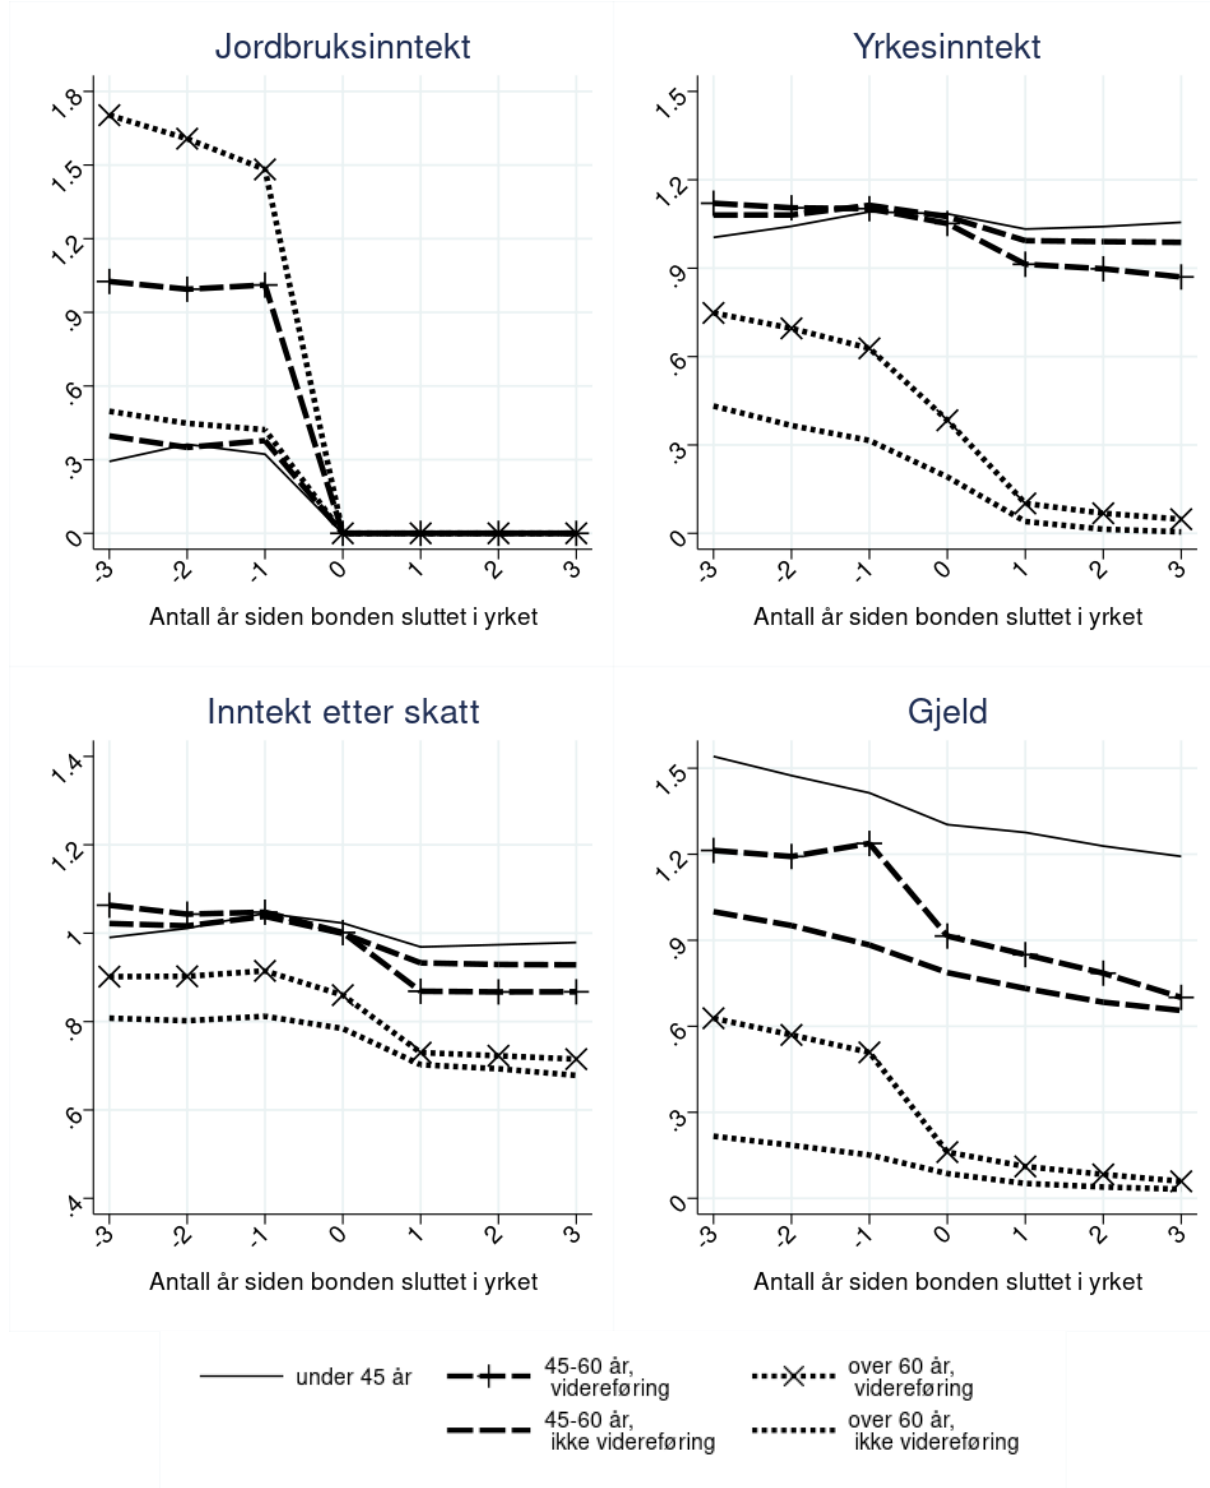 Jordbruksinntekt
1.8
1.5
1.2
.9
.6
.3
0
-3 -2 -1 0 1 2 3
Antall år siden bonden sluttet i yrket
Yrkesinntekt
1.5
1.2
.9
.6
.3
0
-3 -2 -1 0 1 2 3
Antall år siden bonden sluttet i yrket
Inntekt etter skatt
1.4
1.2
1
.8
.6
.4
-3 -2 -1 0 1 2 3
Antall år siden bonden sluttet i yrket
Gjeld
1.5
1.2
.9
.6
.3
0
-3 -2 -1 0 1 2 3
Antall år siden bonden sluttet i yrket
under 45 år
45-60 år,
videreføring
over 60 år,
videreføring
45-60 år,
ikke videreføring
over 60 år,
ikke videreføring